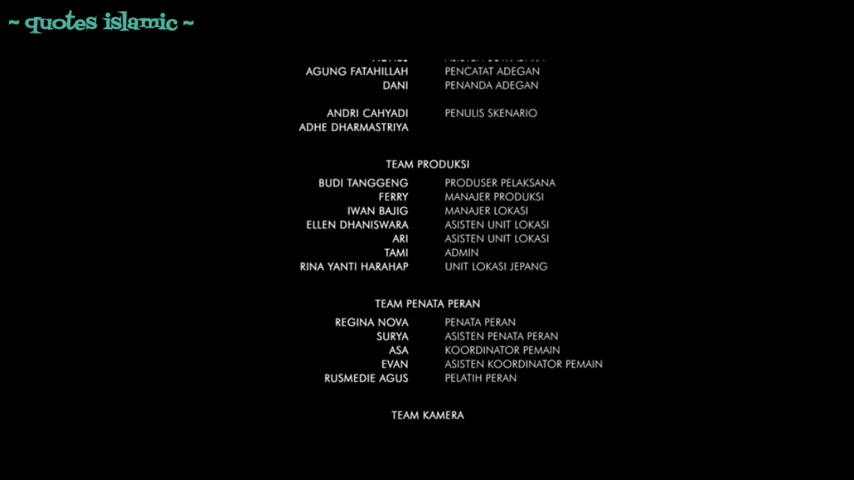 ~ quotes islamic ~
AGUNG FATAHILLAH PENCATAT ADEGAN
DANI PENANDA ADEGAN
ANDRI CAHYADI PENULIS SKENARIO
ADHE DHARMASTRIYA
TEAM PRODUKSI
BUDI TANGGENG PRODUSER PELAKSANA
FERRY MANAJER PRODUKSI
IWAN BAJIG MANAJER LOKASI
ELLEN DHANISWARA ASISTEN UNIT LOKASI
ARI ASISTEN UNIT LOKASI
TAMI ADMIN
RINA YANTI HARAHAP UNIT LOKASI JEPANG
TEAM PENATA PERAN
REGINA NOVA PENATA PERAN
SURYA ASISTEN PENATA PERAN
ASA KOORDINATOR PEMAIN
EVAN ASISTEN KOORDINATOR PEMAIN
RUSMEDIE AGUS PELATIH PERAN
TEAM KAMERA